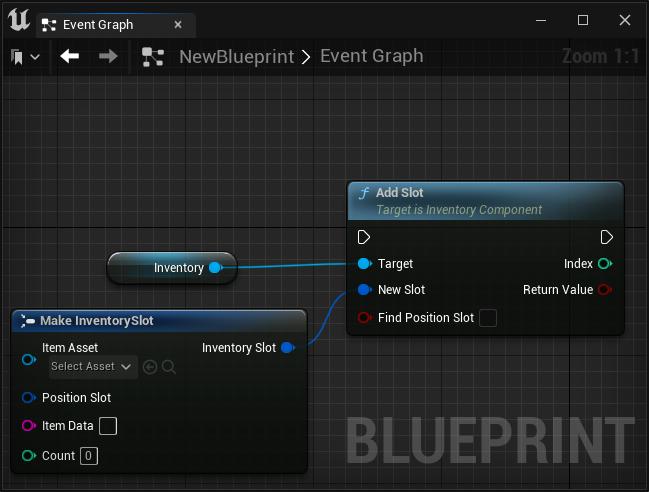 Event Graph
NewBlueprint > Event Graph
Zoom 1:1
Add Slot
Target is Inventory Component
Inventory
Target
Index
New Slot
Return Value
Find Position Slot
Make InventorySlot
Item Asset
Inventory Slot
Select Asset
Position Slot
Item Data
Count 0
BLUEPRINT